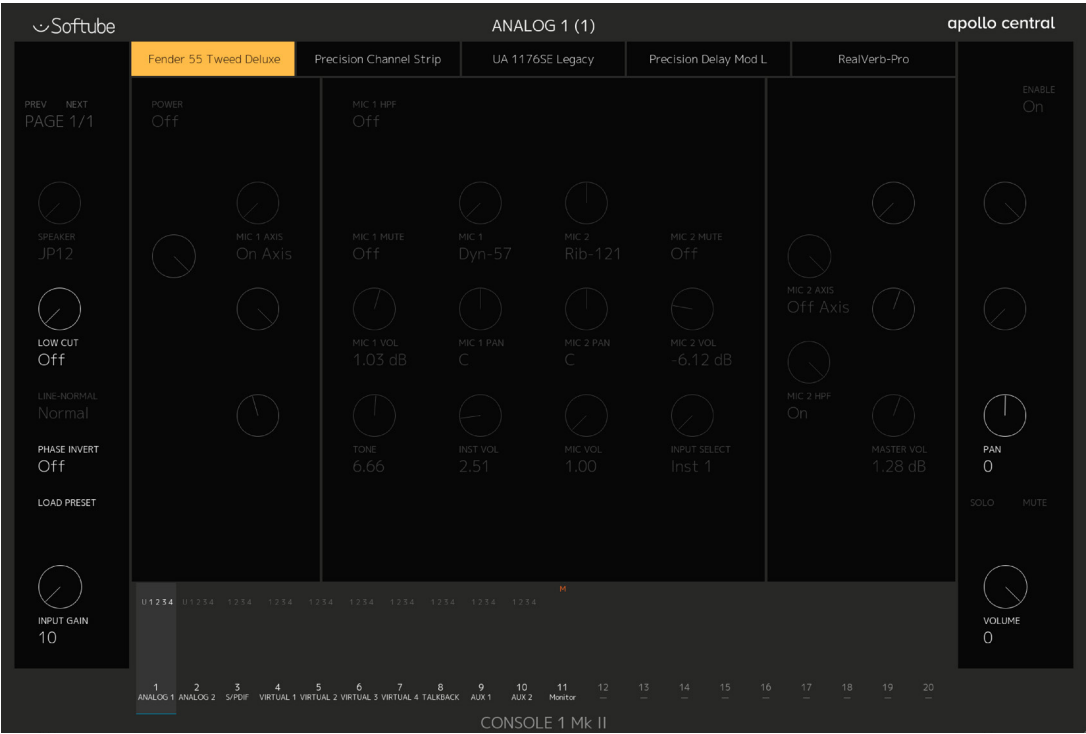 Softube
ANALOG 1 (1)
apollo central
Fender 55 Tweed Deluxe
Precision Channel Strip
UA 1176SE Legacy
Precision Delay Mod L
RealVerb-Pro
PREV NEXT
PAGE 1/1
POWER
Off
MIC 1 HPF
Off
ENABLE
On
SPEAKER
JP12
MIC 1 AXIS
On Axis
MIC 1 MUTE
Off
MIC 1
Dyn-57
MIC 2
Rib-121
MIC 2 MUTE
Off
MIC 2 AXIS
Off Axis
LOW CUT
Off
MIC 1 VOL
1.03 dB
MIC 1 PAN
C
MIC 2 PAN
C
MIC 2 VOL
-6.12 dB
MIC 2 HPF
On
LINE-NORMAL
Normal
PHASE INVERT
Off
TONE
6.66
INST VOL
2.51
MIC VOL
1.00
INPUT SELECT
Inst 1
MASTER VOL
1.28 dB
PAN
0
LOAD PRESET
SOLO MUTE
INPUT GAIN
10
VOLUME
0
M
U1234 U1234 1234 1234 1234 1234 1234 1234 1234 1234
1 2 3 4 5 6 7 8 9 10 11 12 13 14 15 16 17 18 19 20
ANALOG 1 ANALOG 2 S/PDIF VIRTUAL 1 VIRTUAL 2 VIRTUAL 3 VIRTUAL 4 TALKBACK AUX 1 AUX 2 Monitor — — — — — — — — —
CONSOLE 1 Mk II